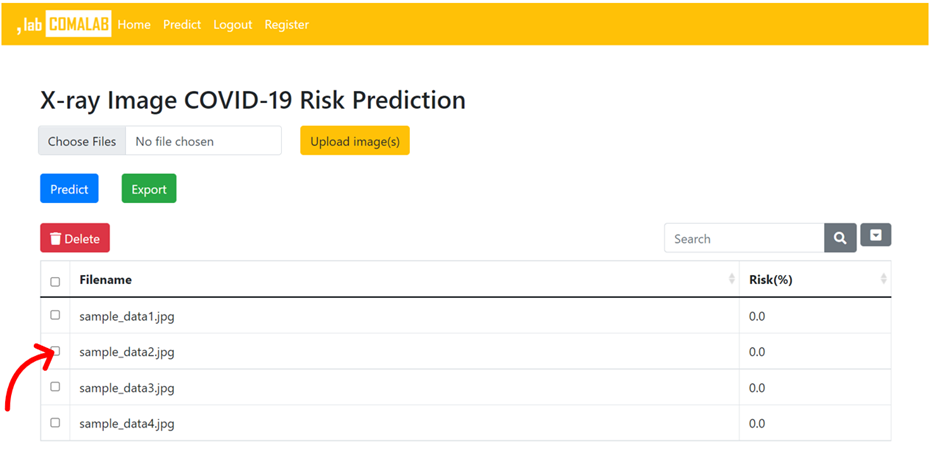 , lab COMALAB Home Predict Logout Register
X-ray Image COVID-19 Risk Prediction
Choose Files No file chosen Upload image(s)
Predict Export
Delete Search
Filename Risk(%)
sample_data1.jpg 0.0
sample_data2.jpg 0.0
sample_data3.jpg 0.0
sample_data4.jpg 0.0